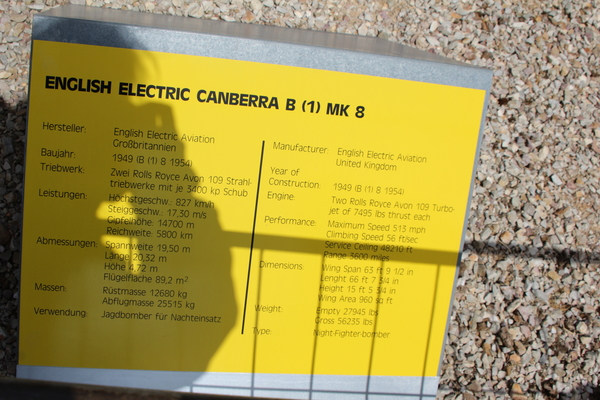 ENGLISH ELECTRIC CANBERRA B (1) MK 8
Hersteller: English Electric Aviation
Großbritannien
Baujahr: 1949 (B (1) 8 1954)
Triebwerk: Zwei Rolls Royce Avon 109 Strahl-
triebwerke mit je 3400 kp Schub
Leistungen: Höchstgeschw.: 827 km/h
Steiggeschw.: 17,30 m/s
Gipfelhöhe: 14700 m
Reichweite: 5800 km
Abmessungen: Spannweite 19,50 m
Länge 20,32 m
Höhe 4,72 m
Flügelfläche 89,2 m²
Massen: Rüstmasse 12680 kg
Abflugmasse 25515 kg
Verwendung: Jagdbomber für Nachteinsatz
Manufacturer: English Electric Aviation
United Kingdom
Year of
Construction: 1949 (B (1) 8 1954)
Engine: Two Rolls Royce Avon 109 Turbo-
jet of 7495 lbs thrust each
Performance: Maximum Speed 513 mph
Climbing Speed 56 ft/sec
Service Ceiling 48210 ft
Range 3600 miles
Dimensions: Wing Span 63 ft 9 1/2 in
Lenght 66 ft 7 3/4 in
Height 15 ft 5 3/4 in
Wing Area 960 sq ft
Weight: Empty 27945 lbs
Gross 56235 lbs
Type: Night-Fighter-bomber